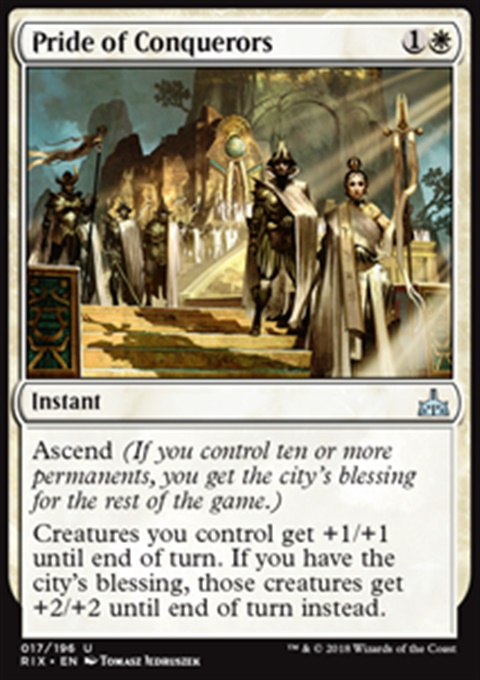 Pride of Conquerors 1
Instant
Ascend (If you control ten or more
permanents, you get the city's blessing
for the rest of the game.)
Creatures you control get +1/+1
until end of turn. If you have the
city's blessing, those creatures get
+2/+2 until end of turn instead.
017/196 U
RIX • EN Tomasz Jedruszek
™ & © 2018 Wizards of the Coast